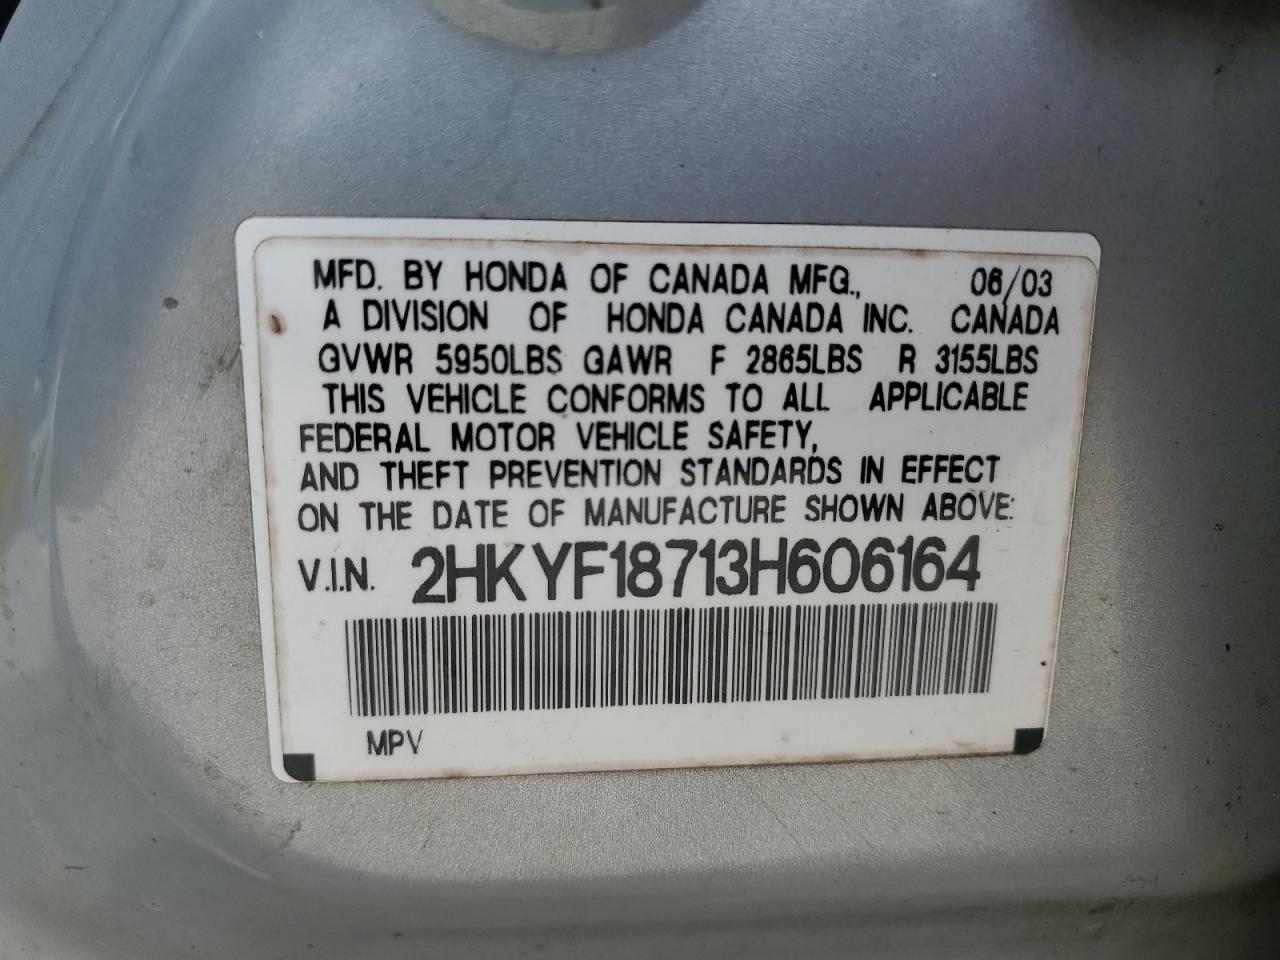 MFD. BY HONDA OF CANADA MFG., 06/03
A DIVISION OF HONDA CANADA INC. CANADA
GVWR 5950LBS GAWR F 2865LBS R 3155LBS
THIS VEHICLE CONFORMS TO ALL APPLICABLE
FEDERAL MOTOR VEHICLE SAFETY,
AND THEFT PREVENTION STANDARDS IN EFFECT
ON THE DATE OF MANUFACTURE SHOWN ABOVE:
V.I.N. 2HKYF18713H606164
MPV